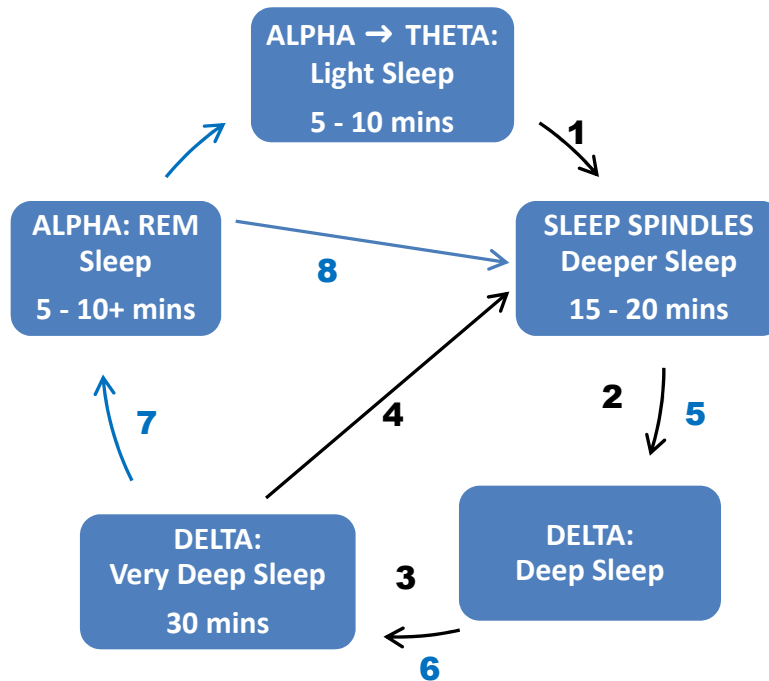 ALPHA → THETA:
Light Sleep
5 - 10 mins
1
ALPHA: REM
Sleep
5 - 10+ mins
8
SLEEP SPINDLES
Deeper Sleep
15 - 20 mins
2
5
4
7
DELTA:
Very Deep Sleep
30 mins
3
DELTA:
Deep Sleep
6